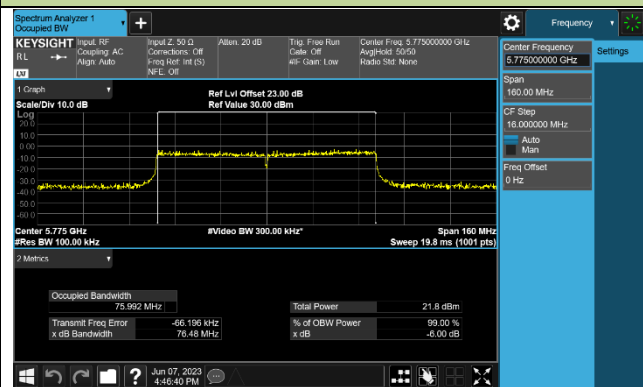 Spectrum Analyzer 1
Occupied BW
Frequency
KEYSIGHT
RL
LXI
Input: RF
Coupling: AC
Align: Auto
Input Z: 50 Ω
Corrections: Off
Freq Ref: Int (S)
NFE: Off
Atten: 20 dB
Trig: Free Run
Gate: Off
#IF Gain: Low
Center Freq: 5.775000000 GHz
Avg|Hold: 50/50
Radio Std: None
Center Frequency
5.775000000 GHz
Settings
Span
160.00 MHz
CF Step
16.000000 MHz
Auto
Man
Freq Offset
0 Hz
1 Graph
Scale/Div 10.0 dB
Ref Lvl Offset 23.00 dB
Ref Value 30.00 dBm
Log
20.0
10.0
0.00
-10.0
-20.0
-30.0
-40.0
-50.0
-60.0
Center 5.775 GHz
#Video BW 300.00 kHz*
Span 160 MHz
#Res BW 100.00 kHz
Sweep 19.8 ms (1001 pts)
2 Metrics
Occupied Bandwidth
75.992 MHz
Total Power 21.8 dBm
Transmit Freq Error -66.196 kHz
% of OBW Power 99.00 %
x dB Bandwidth 76.48 MHz
x dB -6.00 dB
?
Jun 07, 2023
4:46:40 PM